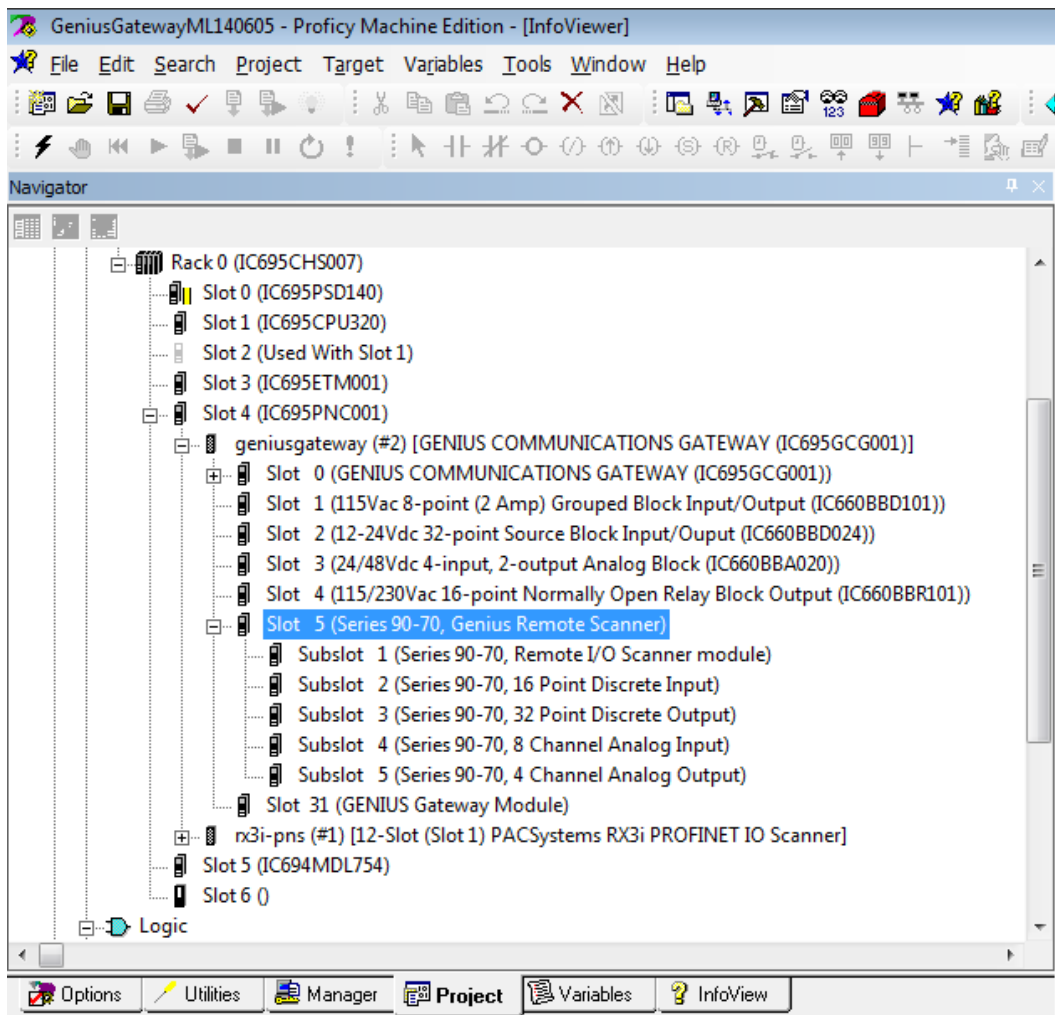 GeniusGatewayML140605 - Proficy Machine Edition - [InfoViewer]
File Edit Search Project Target Variables Tools Window Help
123
Navigator
Rack 0 (IC695CHS007)
Slot 0 (IC695PSD140)
Slot 1 (IC695CPU320)
Slot 2 (Used With Slot 1)
Slot 3 (IC695ETM001)
Slot 4 (IC695PNC001)
geniusgateway (#2) [GENIUS COMMUNICATIONS GATEWAY (IC695GCG001)]
Slot 0 (GENIUS COMMUNICATIONS GATEWAY (IC695GCG001))
Slot 1 (115Vac 8-point (2 Amp) Grouped Block Input/Output (IC660BBD101))
Slot 2 (12-24Vdc 32-point Source Block Input/Ouput (IC660BBD024))
Slot 3 (24/48Vdc 4-input, 2-output Analog Block (IC660BBA020))
Slot 4 (115/230Vac 16-point Normally Open Relay Block Output (IC660BBR101))
Slot 5 (Series 90-70, Genius Remote Scanner)
Subslot 1 (Series 90-70, Remote I/O Scanner module)
Subslot 2 (Series 90-70, 16 Point Discrete Input)
Subslot 3 (Series 90-70, 32 Point Discrete Output)
Subslot 4 (Series 90-70, 8 Channel Analog Input)
Subslot 5 (Series 90-70, 4 Channel Analog Output)
Slot 31 (GENIUS Gateway Module)
rx3i-pns (#1) [12-Slot (Slot 1) PACSystems RX3i PROFINET IO Scanner]
Slot 5 (IC694MDL754)
Slot 6 ()
Logic
Options Utilities Manager Project Variables InfoView